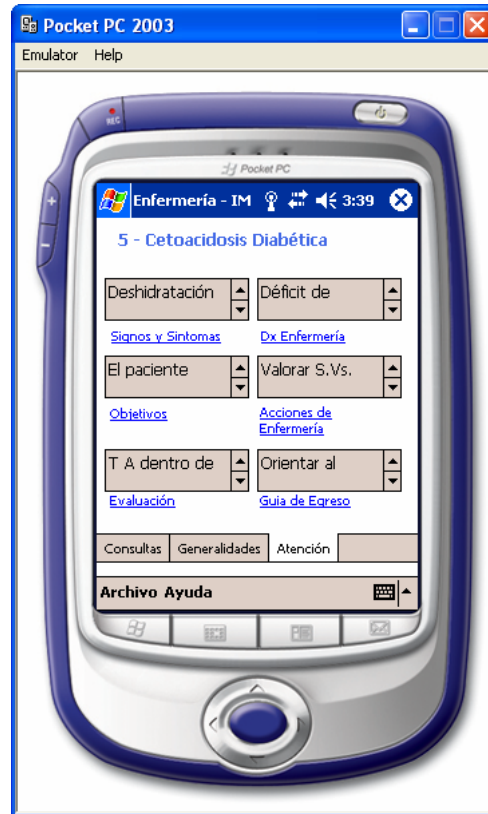 Pocket PC 2003
Emulator Help
REC
Pocket PC
Enfermería - IM 3:39
5 - Cetoacidosis Diabética
Deshidratación Déficit de
Signos y Sintomas Dx Enfermería
El paciente Valorar S.Vs.
Objetivos Acciones de
Enfermería
T A dentro de Orientar al
Evaluación Guia de Egreso
Consultas Generalidades Atención
Archivo Ayuda